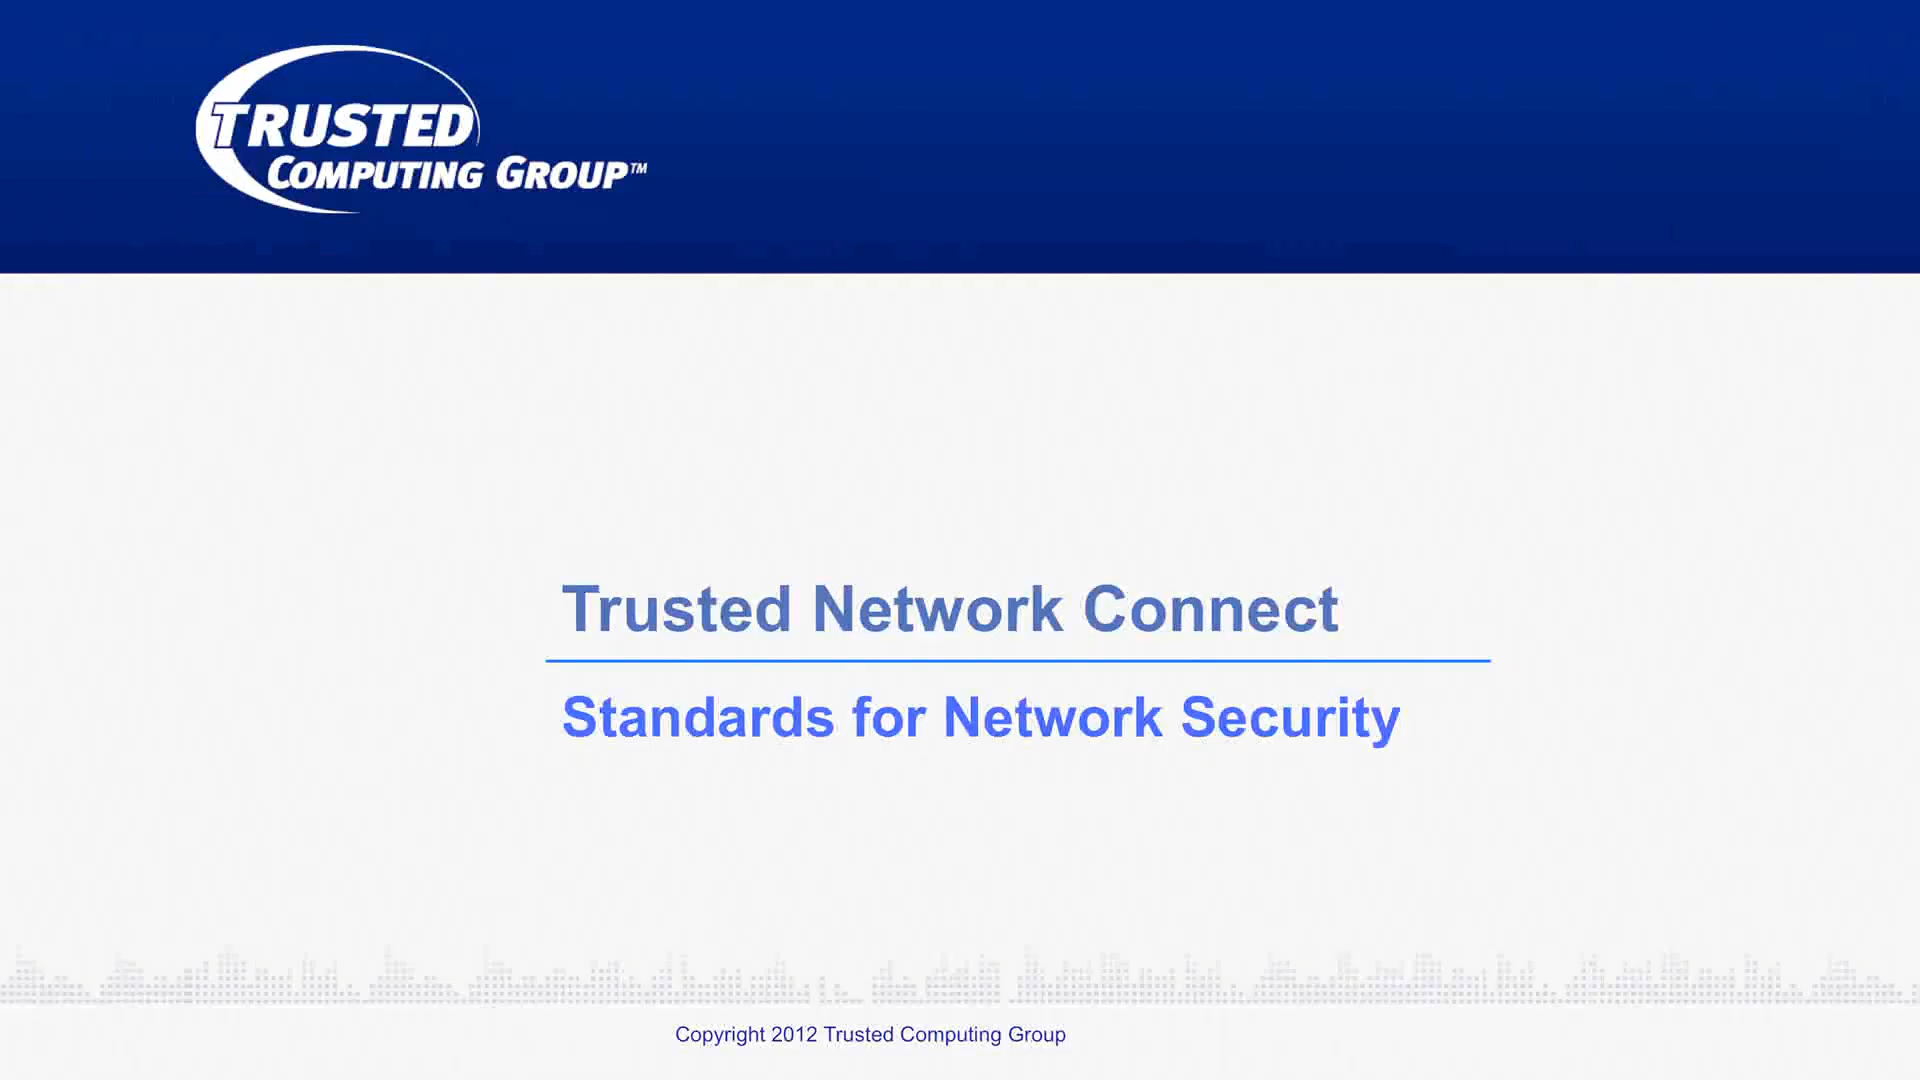 TRUSTED
COMPUTING GROUP™
Trusted Network Connect
Standards for Network Security
Copyright 2012 Trusted Computing Group